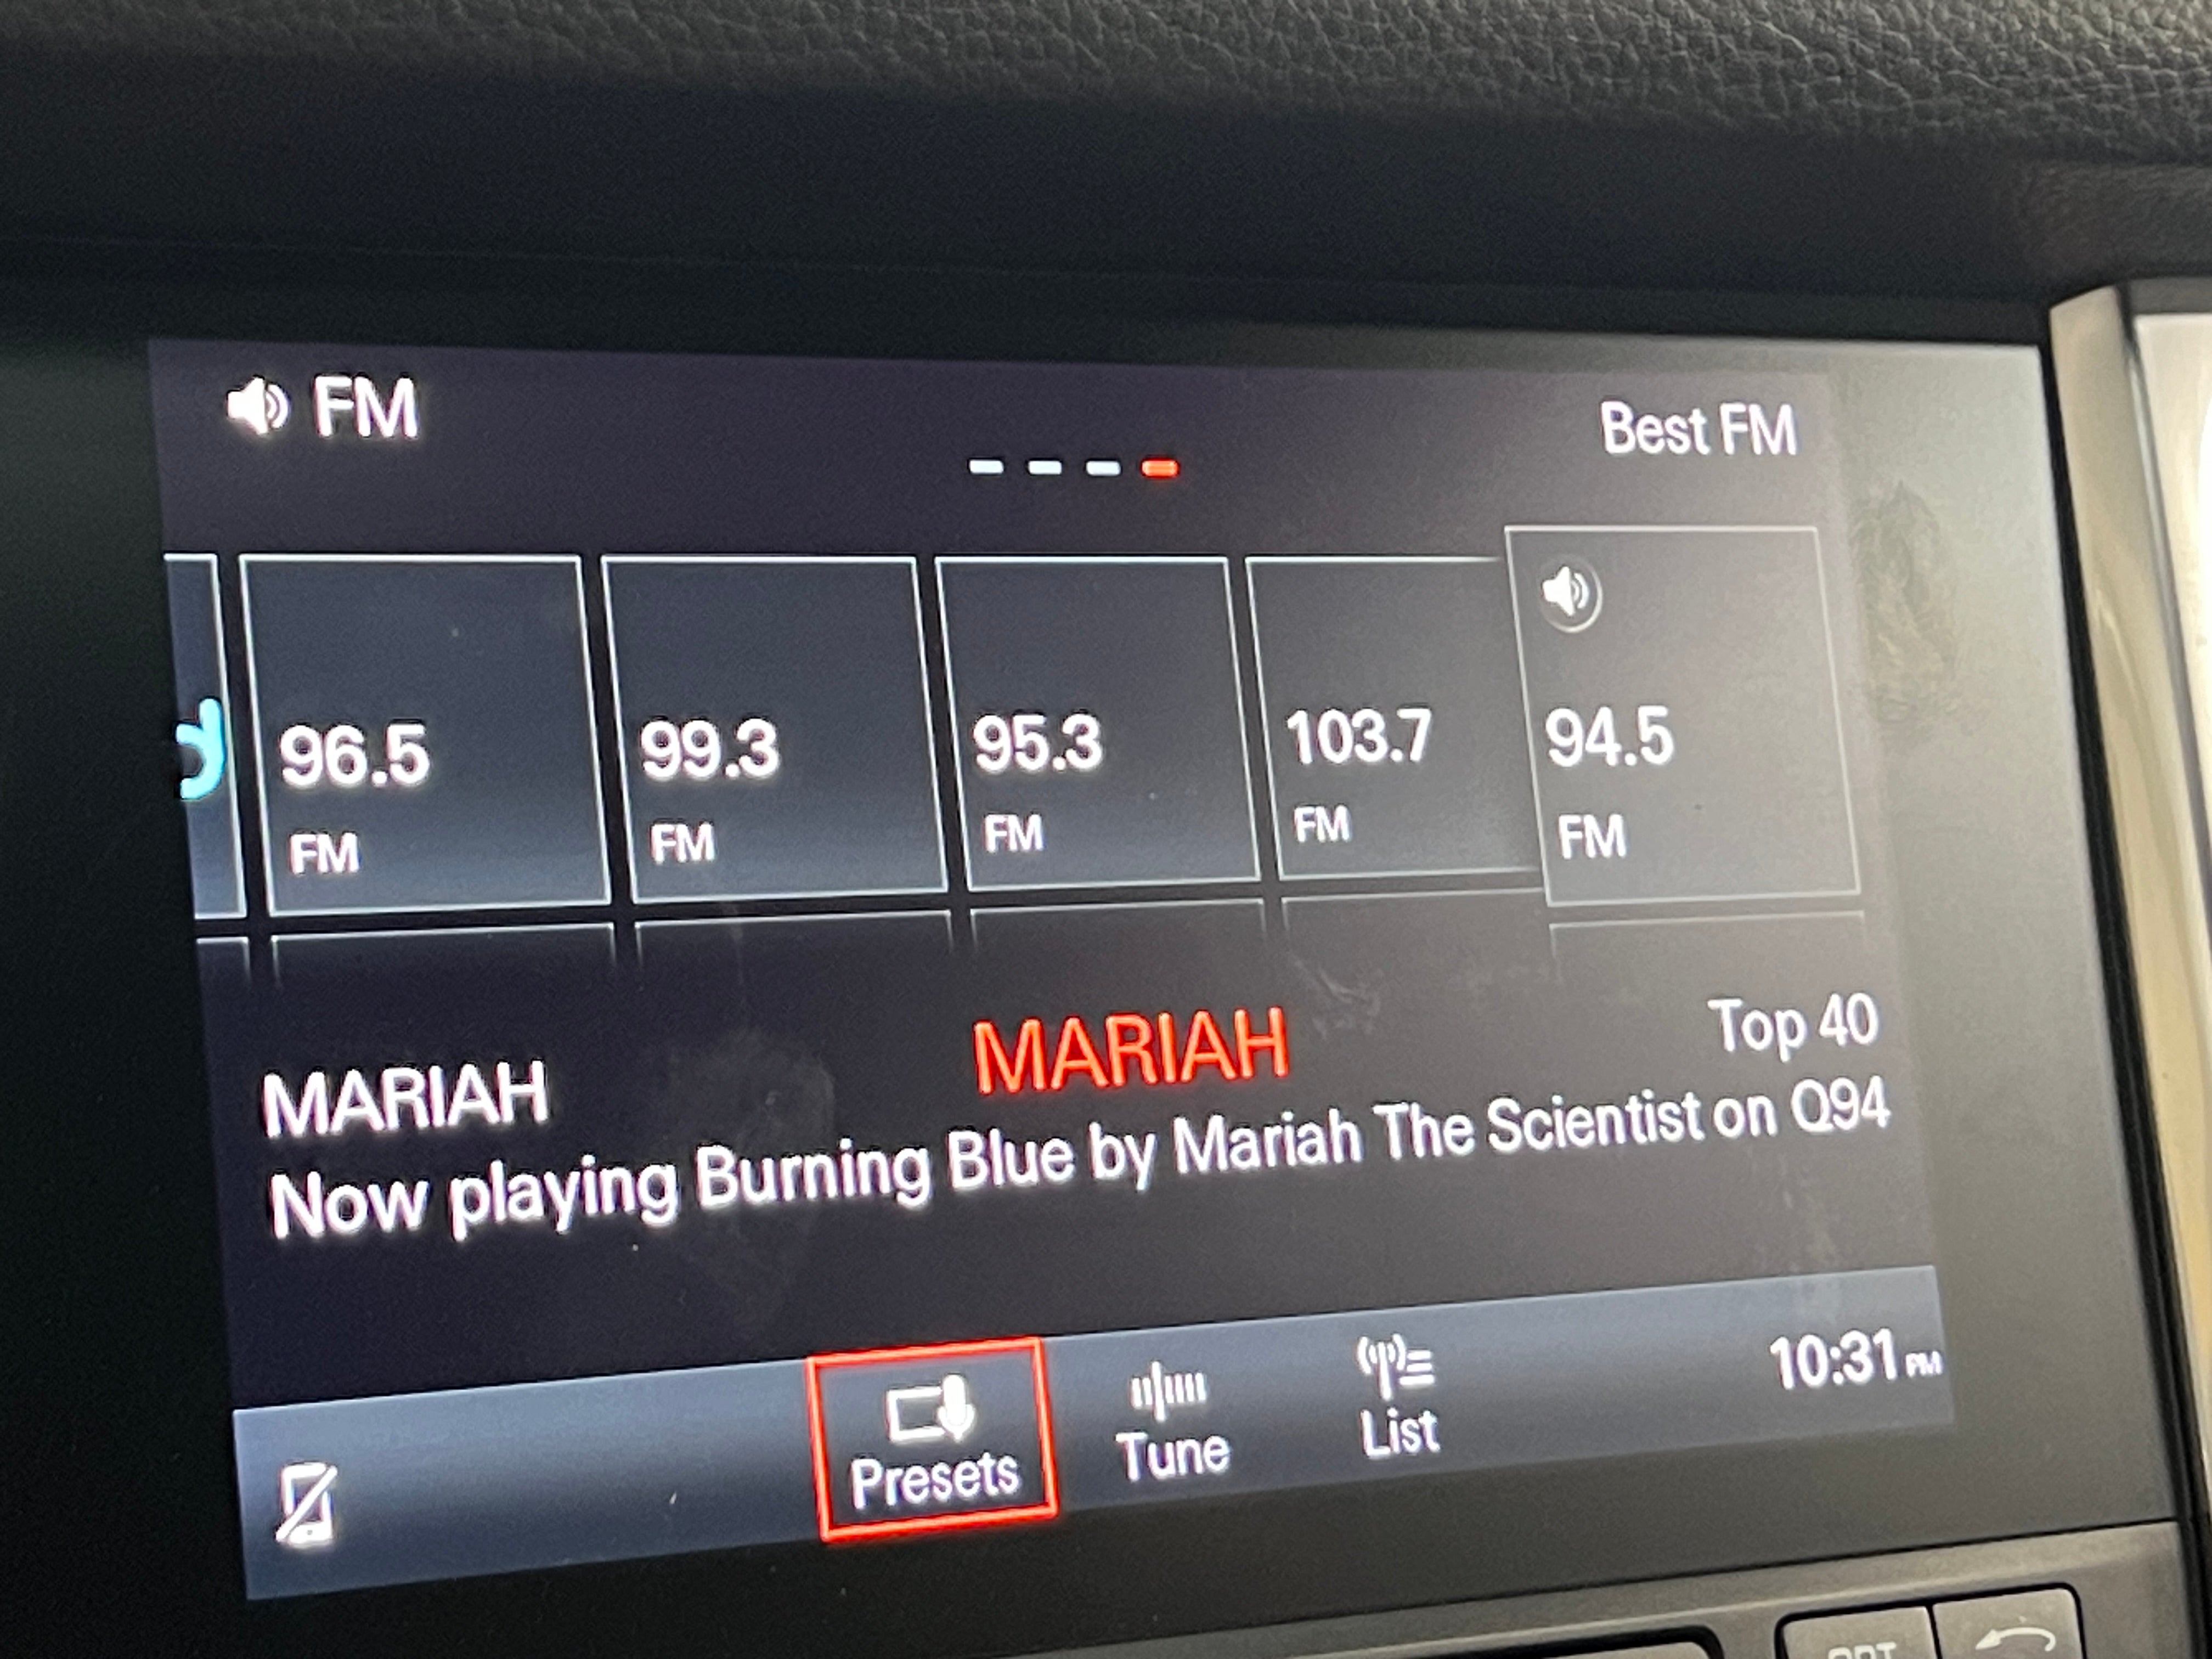 FM
Best FM
96.5
FM
99.3
FM
95.3
FM
103.7
FM
94.5
FM
MARIAH
MARIAH
Top 40
Now playing Burning Blue by Mariah The Scientist on Q94
Presets
Tune
List
10:31 PM